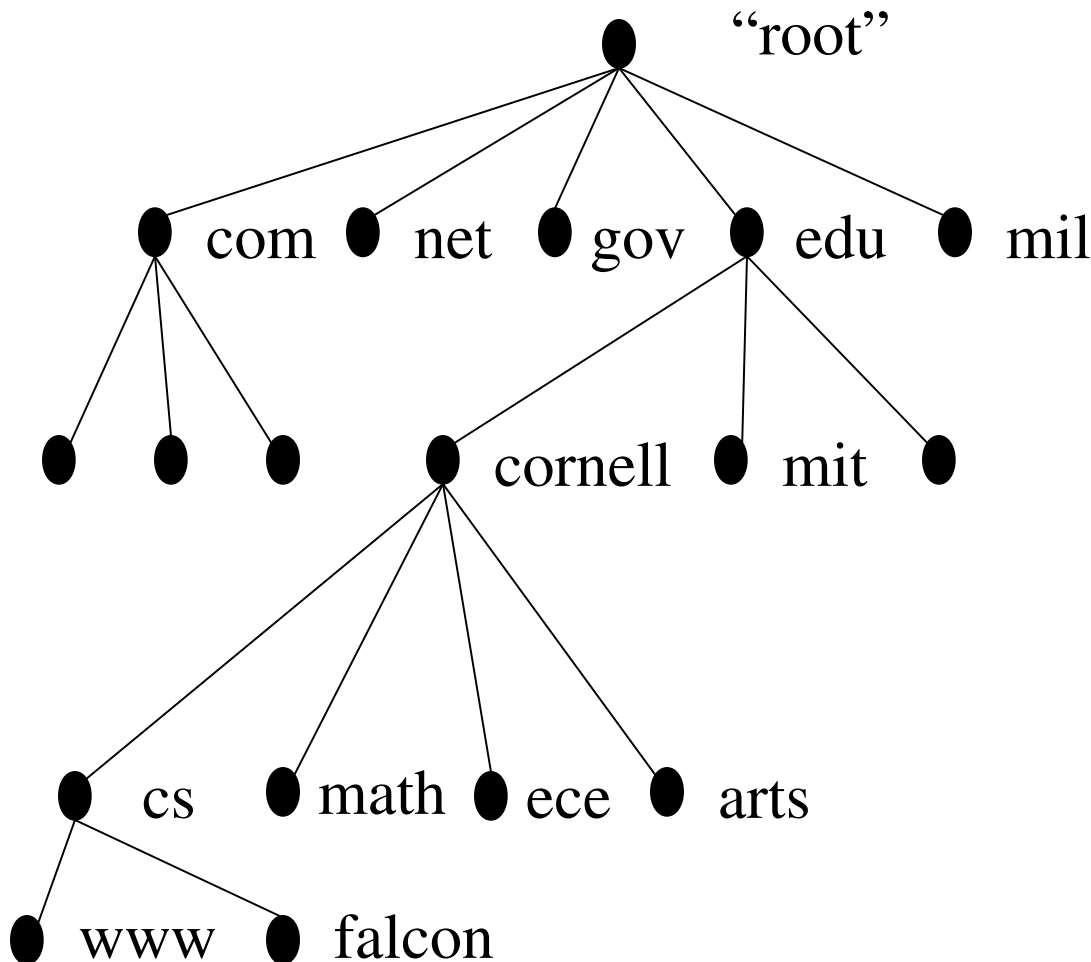 “root”
com net gov edu mil
cornell mit
cs math ece arts
www falcon